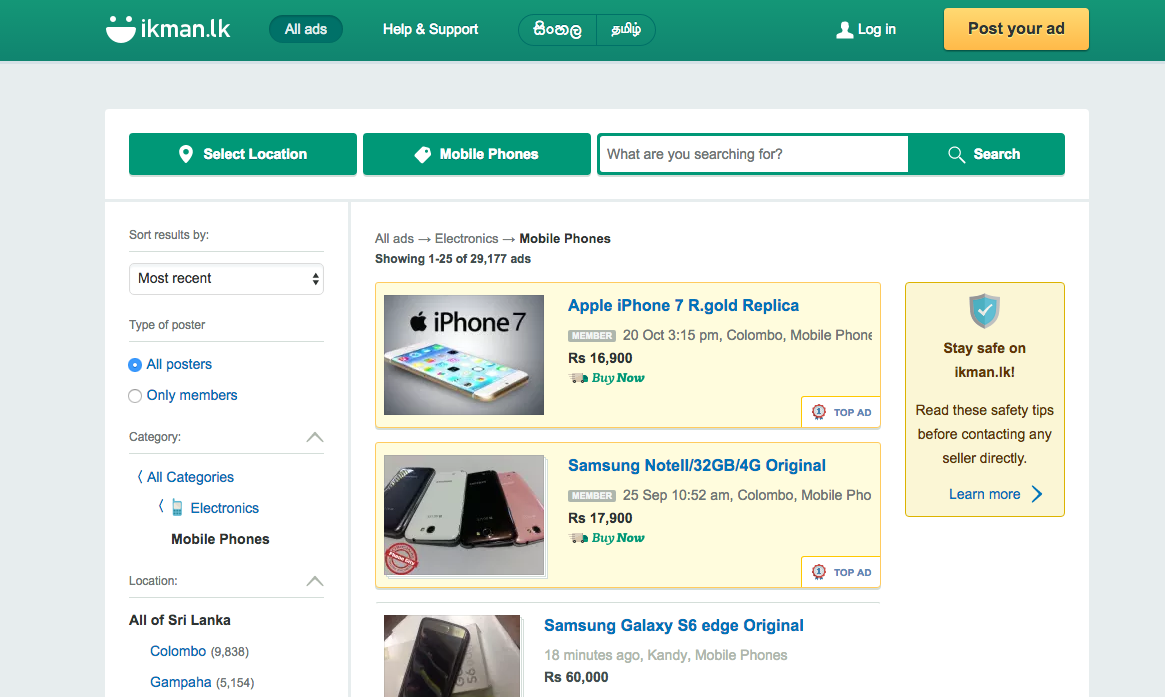 ikman.lk
All ads
Help & Support
සිංහල
தமிழ்
Log in
Post your ad
Select Location
Mobile Phones
What are you searching for?
Search
Sort results by:
Most recent
Type of poster
All posters
Only members
Category:
All Categories
Electronics
Mobile Phones
Location:
All of Sri Lanka
Colombo (9,838)
Gampaha (5,154)
All ads → Electronics → Mobile Phones
Showing 1-25 of 29,177 ads
iPhone 7
Apple iPhone 7 R.gold Replica
MEMBER 20 Oct 3:15 pm, Colombo, Mobile Phone
Rs 16,900
Buy Now
TOP AD
Samsung NoteII/32GB/4G Original
MEMBER 25 Sep 10:52 am, Colombo, Mobile Pho
Rs 17,900
Buy Now
TOP AD
Samsung Galaxy S6 edge Original
18 minutes ago, Kandy, Mobile Phones
Rs 60,000
Stay safe on
ikman.lk!
Read these safety tips
before contacting any
seller directly.
Learn more